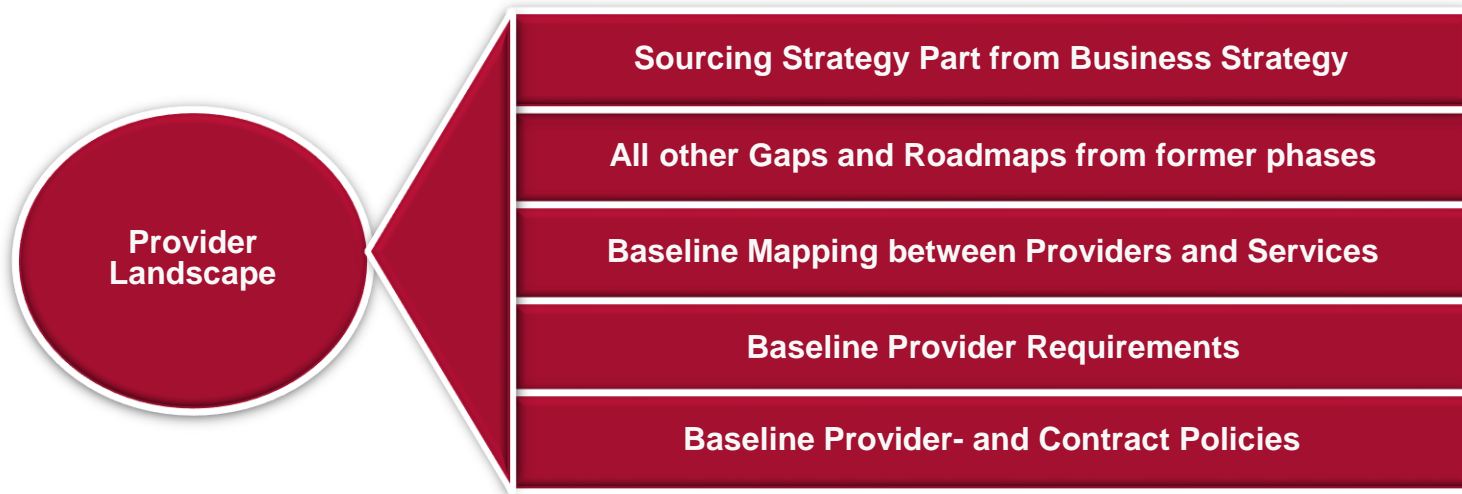 Provider
Landscape
Sourcing Strategy Part from Business Strategy
All other Gaps and Roadmaps from former phases
Baseline Mapping between Providers and Services
Baseline Provider Requirements
Baseline Provider- and Contract Policies